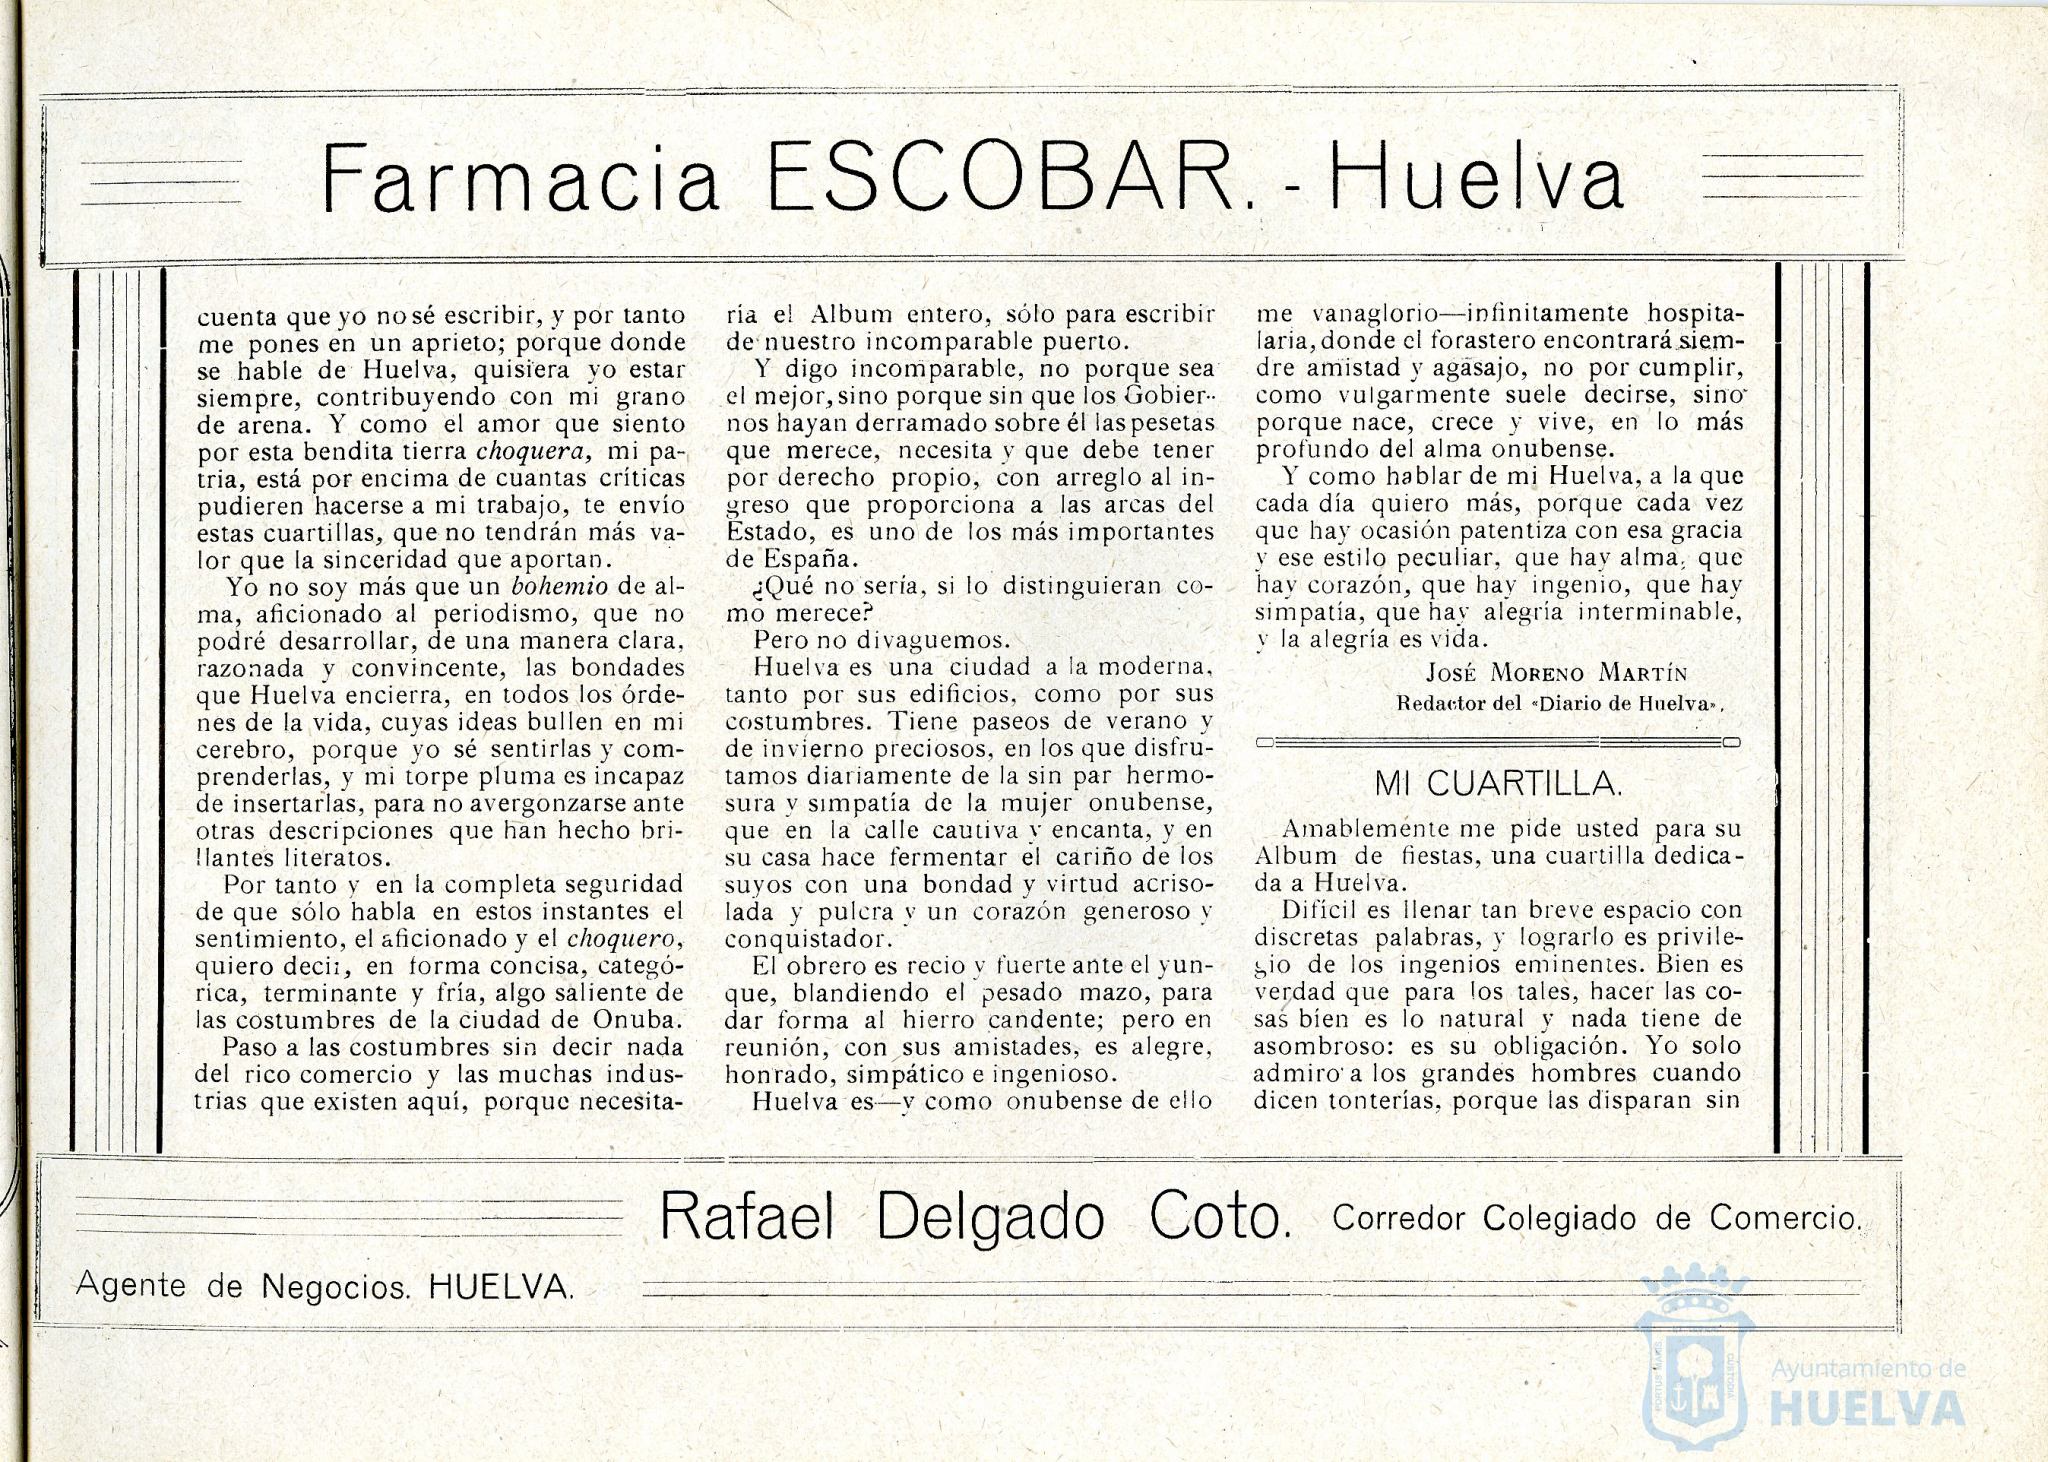 Farmacia ESCOBAR. - Huelva
cuenta que yo no sé escribir, y por tanto
me pones en un aprieto; porque donde
se hable de Huelva, quisiera yo estar
siempre, contribuyendo con mi grano
de arena. Y como el amor que siento
por esta bendita tierra choquera, mi pa-
tria, está por encima de cuantas críticas
pudieren hacerse a mi trabajo, te envío
estas cuartillas, que no tendrán más va-
lor que la sinceridad que aportan.
Yo no soy más que un bohemio de al-
ma, aficionado al periodismo, que no
podré desarrollar, de una manera clara,
razonada y convincente, las bondades
que Huelva encierra, en todos los órde-
nes de la vida, cuyas ideas bullen en mi
cerebro, porque yo sé sentirlas y com-
prenderlas, y mi torpe pluma es incapaz
de insertarlas, para no avergonzarse ante
otras descripciones que han hecho bri-
llantes literatos.
Por tanto y en la completa seguridad
de que sólo habla en estos instantes el
sentimiento, el aficionado y el choquero,
quiero decir, en forma concisa, categó-
rica, terminante y fría, algo saliente de
las costumbres de la ciudad de Onuba.
Paso a las costumbres sin decir nada
del rico comercio y las muchas indus-
trias que existen aquí, porque necesita-
ría el Album entero, sólo para escribir
de nuestro incomparable puerto.
Y digo incomparable, no porque sea
el mejor, sino porque sin que los Gobier-
nos hayan derramado sobre él las pesetas
que merece, necesita y que debe tener
por derecho propio, con arreglo al in-
greso que proporciona a las arcas del
Estado, es uno de los más importantes
de España.
¿Qué no sería, si lo distinguieran co-
mo merece?
Pero no divaguemos.
Huelva es una ciudad a la moderna,
tanto por sus edificios, como por sus
costumbres. Tiene paseos de verano y
de invierno preciosos, en los que disfru-
tamos diariamente de la sin par hermo-
sura y simpatía de la mujer onubense,
que en la calle cautiva y encanta, y en
su casa hace fermentar el cariño de los
suyos con una bondad y virtud acriso-
lada y pulcra y un corazón generoso y
conquistador.
El obrero es recio y fuerte ante el yun-
que, blandiendo el pesado mazo, para
dar forma al hierro candente; pero en
reunión, con sus amistades, es alegre,
honrado, simpático e ingenioso.
Huelva es—y como onubense de ello
me vanaglorio—infinitamente hospita-
laria, donde el forastero encontrará siem-
dre amistad y agasajo, no por cumplir,
como vulgarmente suele decirse, sino
porque nace, crece y vive, en lo más
profundo del alma onubense.
Y como hablar de mi Huelva, a la que
cada día quiero más, porque cada vez
que hay ocasión patentiza con esa gracia
y ese estilo peculiar, que hay alma, que
hay corazón, que hay ingenio, que hay
simpatía, que hay alegría interminable,
y la alegría es vida.
JOSÉ MORENO MARTÍN
Redactor del «Diario de Huelva».
MI CUARTILLA.
Amablemente me pide usted para su
Album de fiestas, una cuartilla dedica-
da a Huelva.
Difícil es llenar tan breve espacio con
discretas palabras, y lograrlo es privile-
gio de los ingenios eminentes. Bien es
verdad que para los tales, hacer las co-
sas bien es lo natural y nada tiene de
asombroso: es su obligación. Yo solo
admiro a los grandes hombres cuando
dicen tonterías, porque las disparan sin
Rafael Delgado Coto. Corredor Colegiado de Comercio.
Agente de Negocios. HUELVA.
PORTUS MARIS
CUSTODIA
Ayuntamiento de
HUELVA